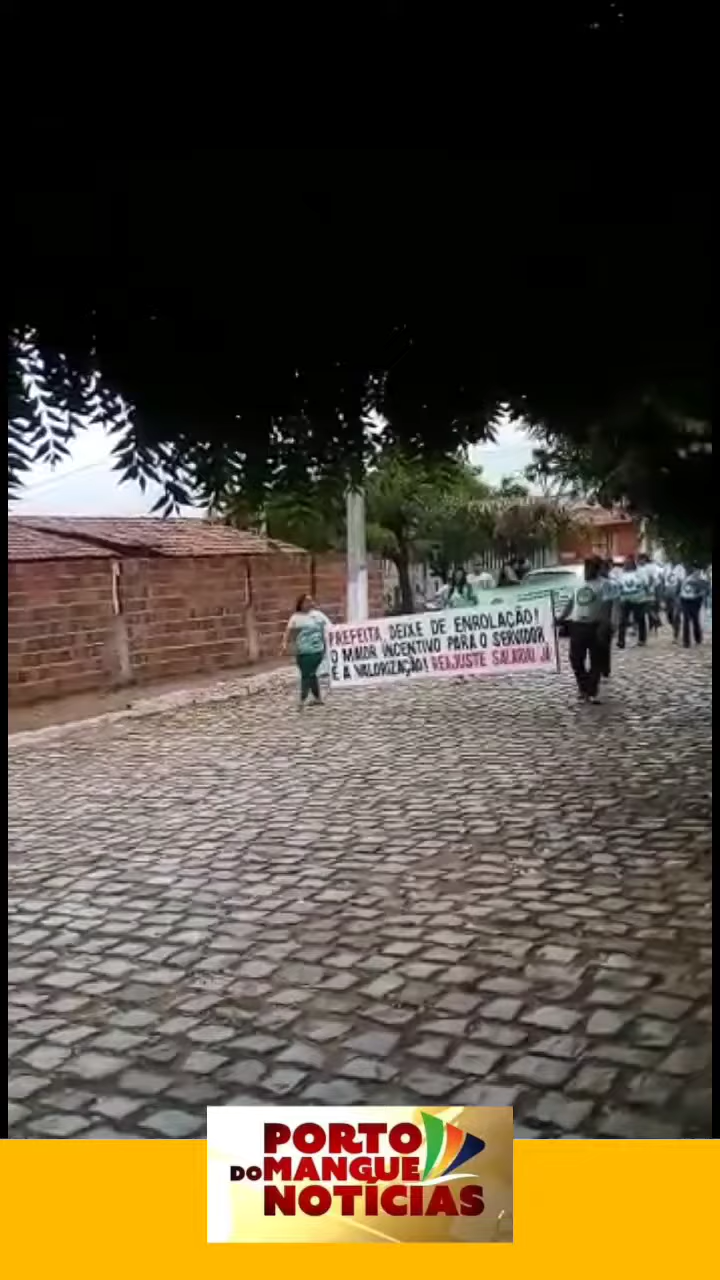 PREFEITA, DEIXE DE ENROLAÇÃO!
O MAIOR INCENTIVO PARA O SERVIDOR
É A VALORIZAÇÃO! REAJUSTE SALARIAL JÁ
PORTO
DO MANGUE
NOTÍCIAS